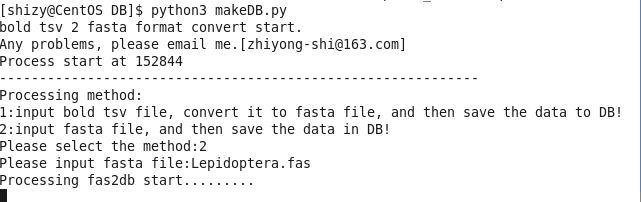 [shizy@CentOS DB]$ python3 makeDB.py
bold tsv 2 fasta format convert start.
Any problems, please email me.[zhiyong-shi@163.com]
Process start at 152844
------------------------------------------------------------
Processing method:
1:input bold tsv file, convert it to fasta file, and then save the data to DB!
2:input fasta file, and then save the data in DB!
Please select the method:2
Please input fasta file:Lepidoptera.fas
Processing fas2db start.........